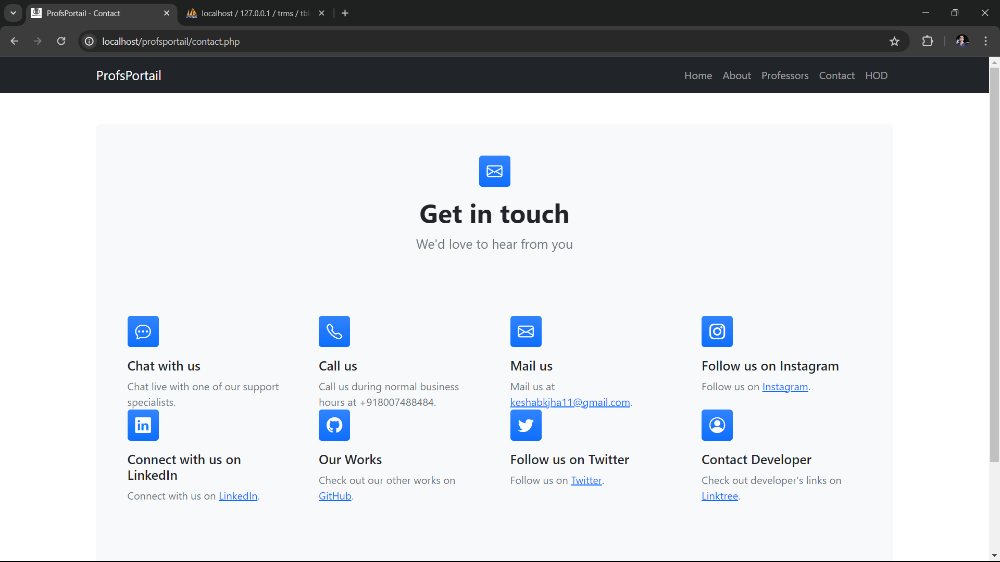 ProfsPortail - Contact
localhost / 127.0.0.1 / trms / tbl
localhost/profsportail/contact.php
ProfsPortail
Home About Professors Contact HOD
Get in touch
We'd love to hear from you
Chat with us
Chat live with one of our support
specialists.
Call us
Call us during normal business
hours at +918007488484.
Mail us
Mail us at
keshabkjha11@gmail.com.
Follow us on Instagram
Follow us on Instagram.
Connect with us on
LinkedIn
Connect with us on LinkedIn.
Our Works
Check out our other works on
GitHub.
Follow us on Twitter
Follow us on Twitter.
Contact Developer
Check out developer's links on
Linktree.